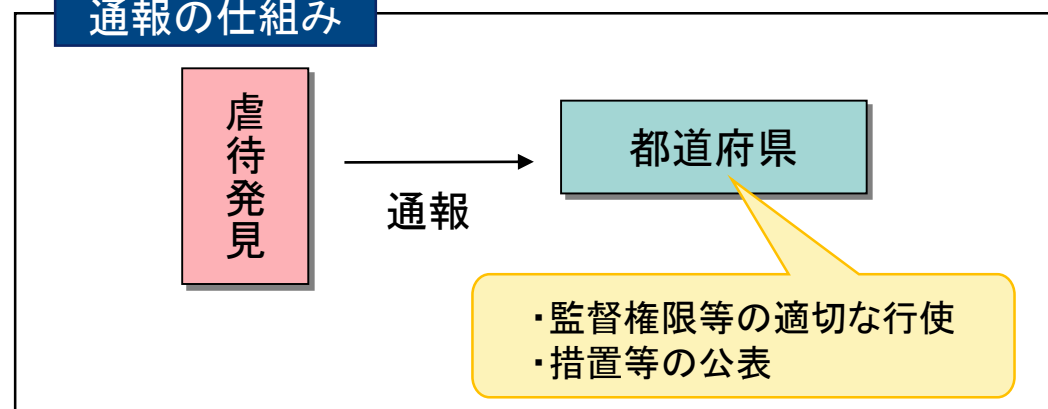 通報の仕組み
虐待発見
通報
都道府県
・監督権限等の適切な行使
・措置等の公表